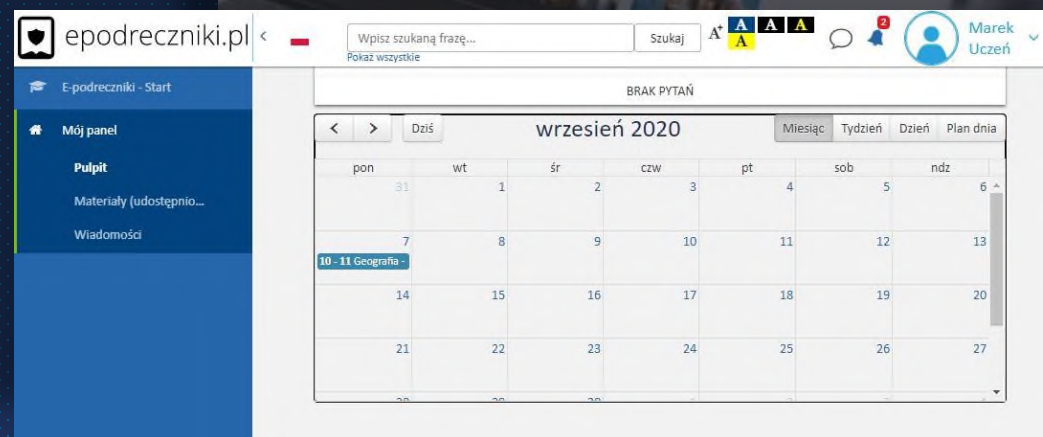 epodreczniki.pl
Wpisz szukaną frazę...
Szukaj
A+ A A A A
2
Marek
Uczeń
Pokaż wszystkie
E-podreczniki - Start
Mój panel
Pulpit
Materiały (udostępnio...
Wiadomości
BRAK PYTAŃ
Dziś
wrzesień 2020
Miesiąc Tydzień Dzień Plan dnia
pon wt śr czw pt sob ndz
31 1 2 3 4 5 6
7 8 9 10 11 12 13
10 - 11 Geografia -
14 15 16 17 18 19 20
21 22 23 24 25 26 27